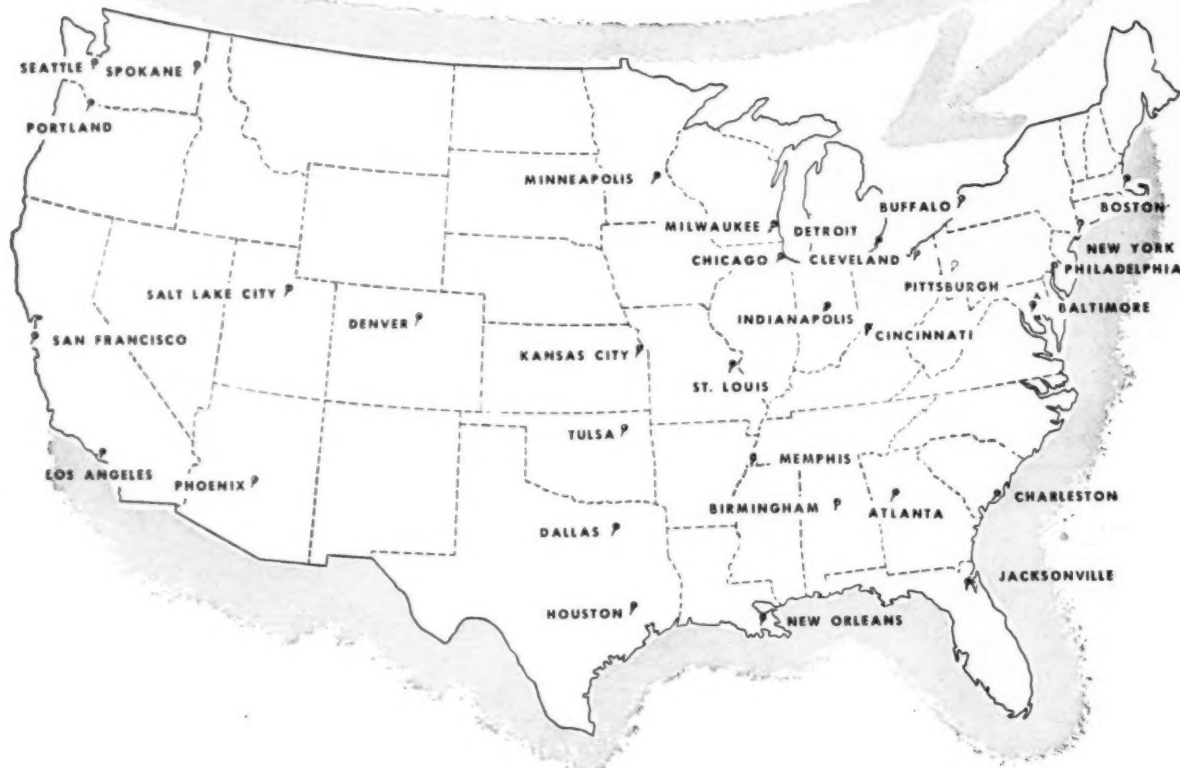 SEATTLE
SPOKANE
PORTLAND
MINNEAPOLIS
BUFFALO
BOSTON
MILWAUKEE
DETROIT
NEW YORK
CHICAGO
CLEVELAND
PHILADELPHIA
PITTSBURGH
SALT LAKE CITY
BALTIMORE
DENVER
INDIANAPOLIS
SAN FRANCISCO
CINCINNATI
KANSAS CITY
ST. LOUIS
TULSA
LOS ANGELES
MEMPHIS
PHOENIX
CHARLESTON
BIRMINGHAM
ATLANTA
DALLAS
JACKSONVILLE
HOUSTON
NEW ORLEANS